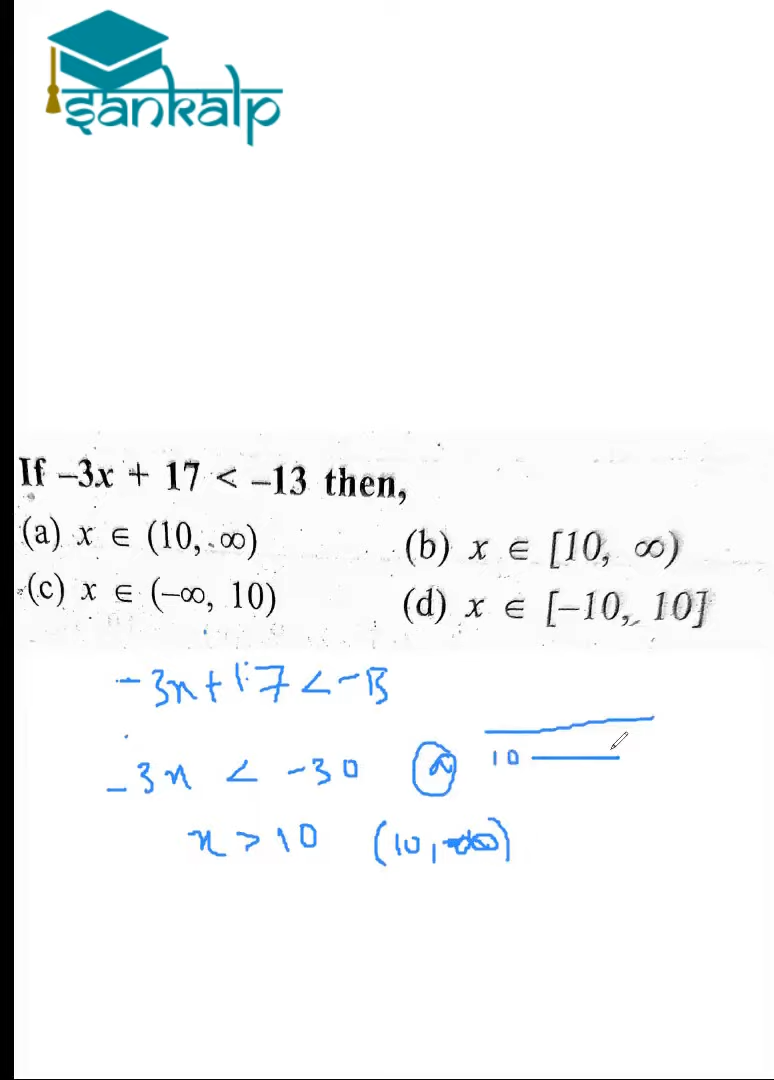 sankalp
If –3x + 17 < –13 then,
(a) x ∈ (10, ∞)
(b) x ∈ [10, ∞)
(c) x ∈ (–∞, 10)
(d) x ∈ [–10, 10]
-3x+17<-13
-3x < -30
10
x > 10 (10, ∞)